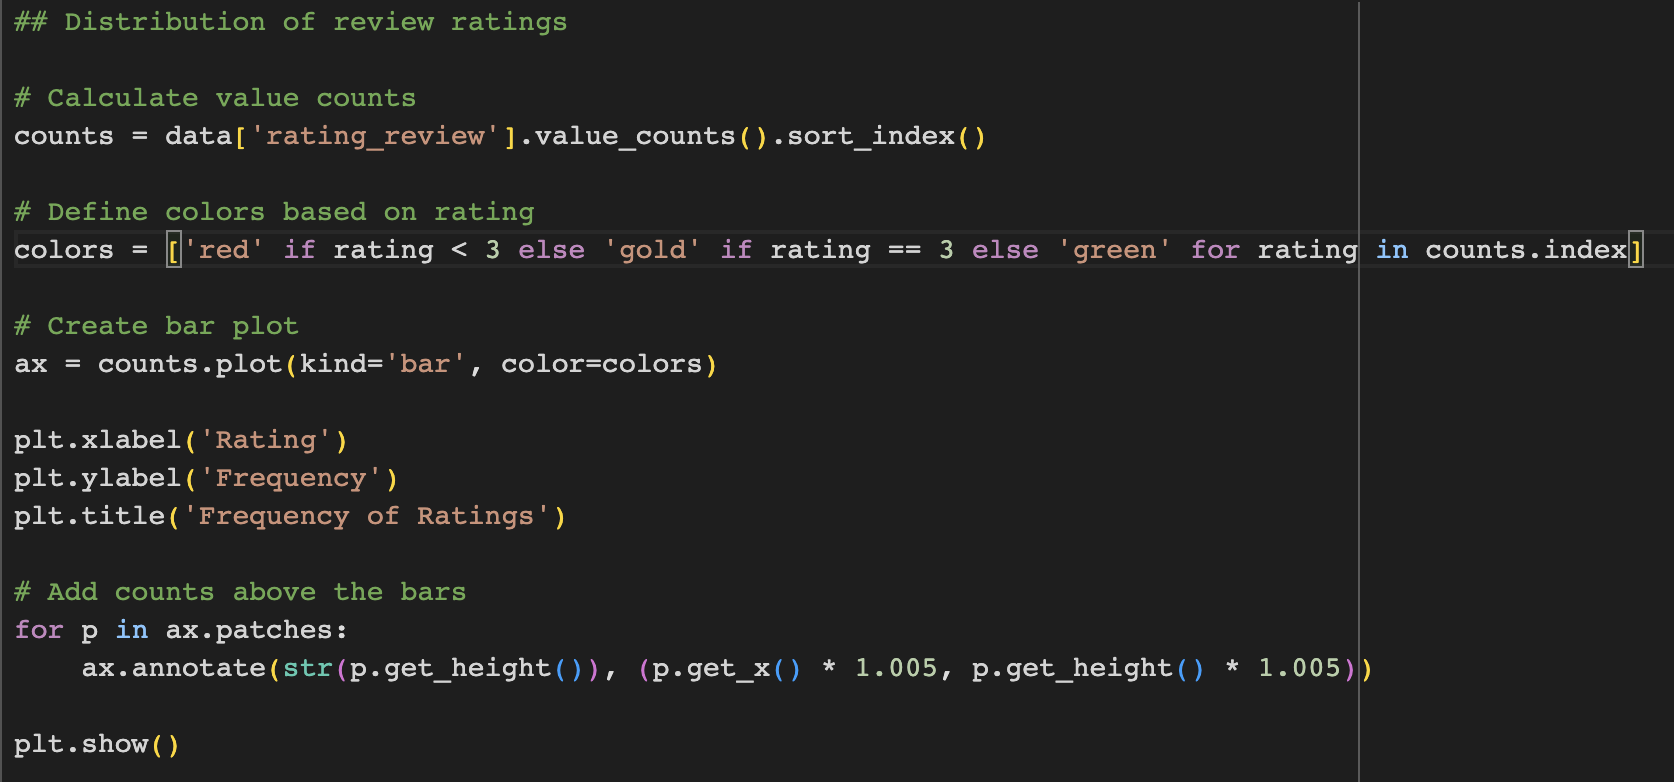 ## Distribution of review ratings
# Calculate value counts
counts = data['rating_review'].value_counts().sort_index()
# Define colors based on rating
colors = ['red' if rating < 3 else 'gold' if rating == 3 else 'green' for rating in counts.index]
# Create bar plot
ax = counts.plot(kind='bar', color=colors)
plt.xlabel('Rating')
plt.ylabel('Frequency')
plt.title('Frequency of Ratings')
# Add counts above the bars
for p in ax.patches:
    ax.annotate(str(p.get_height()), (p.get_x() * 1.005, p.get_height() * 1.005))
plt.show()